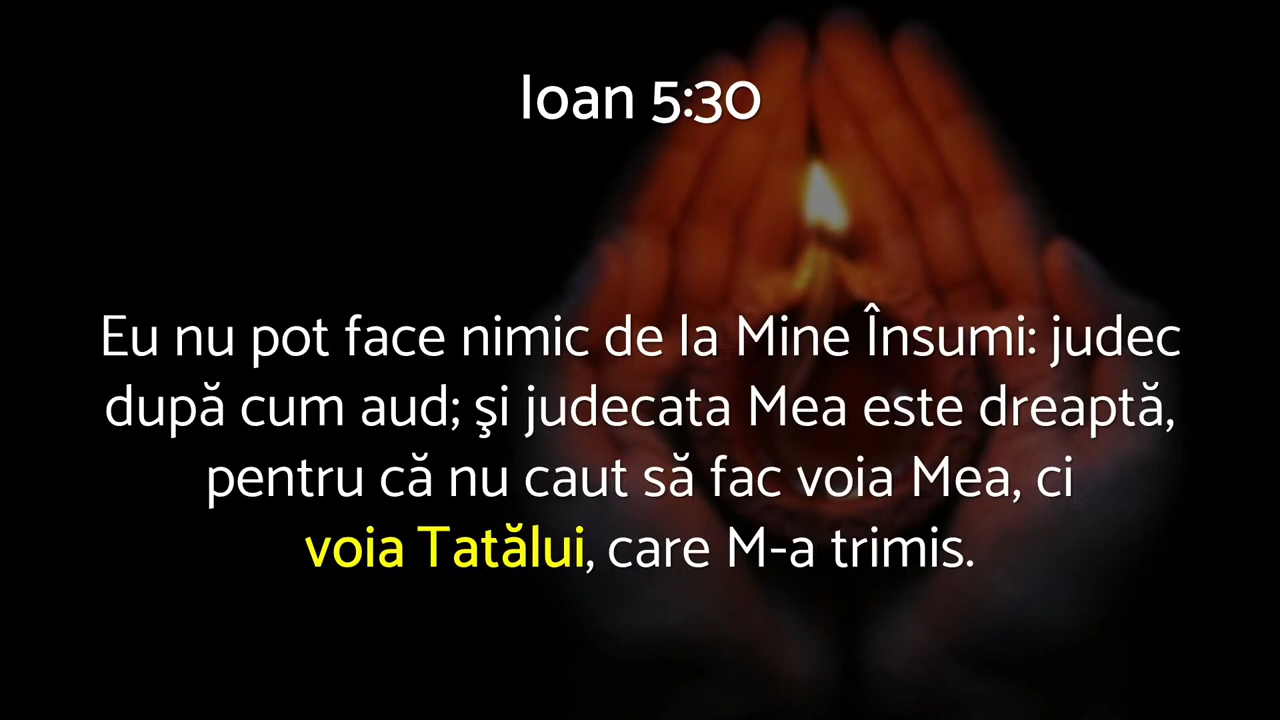 Ioan 5:30
Eu nu pot face nimic de la Mine Însumi: judec
după cum aud; şi judecata Mea este dreaptă,
pentru că nu caut să fac voia Mea, ci
voia Tatălui, care M-a trimis.